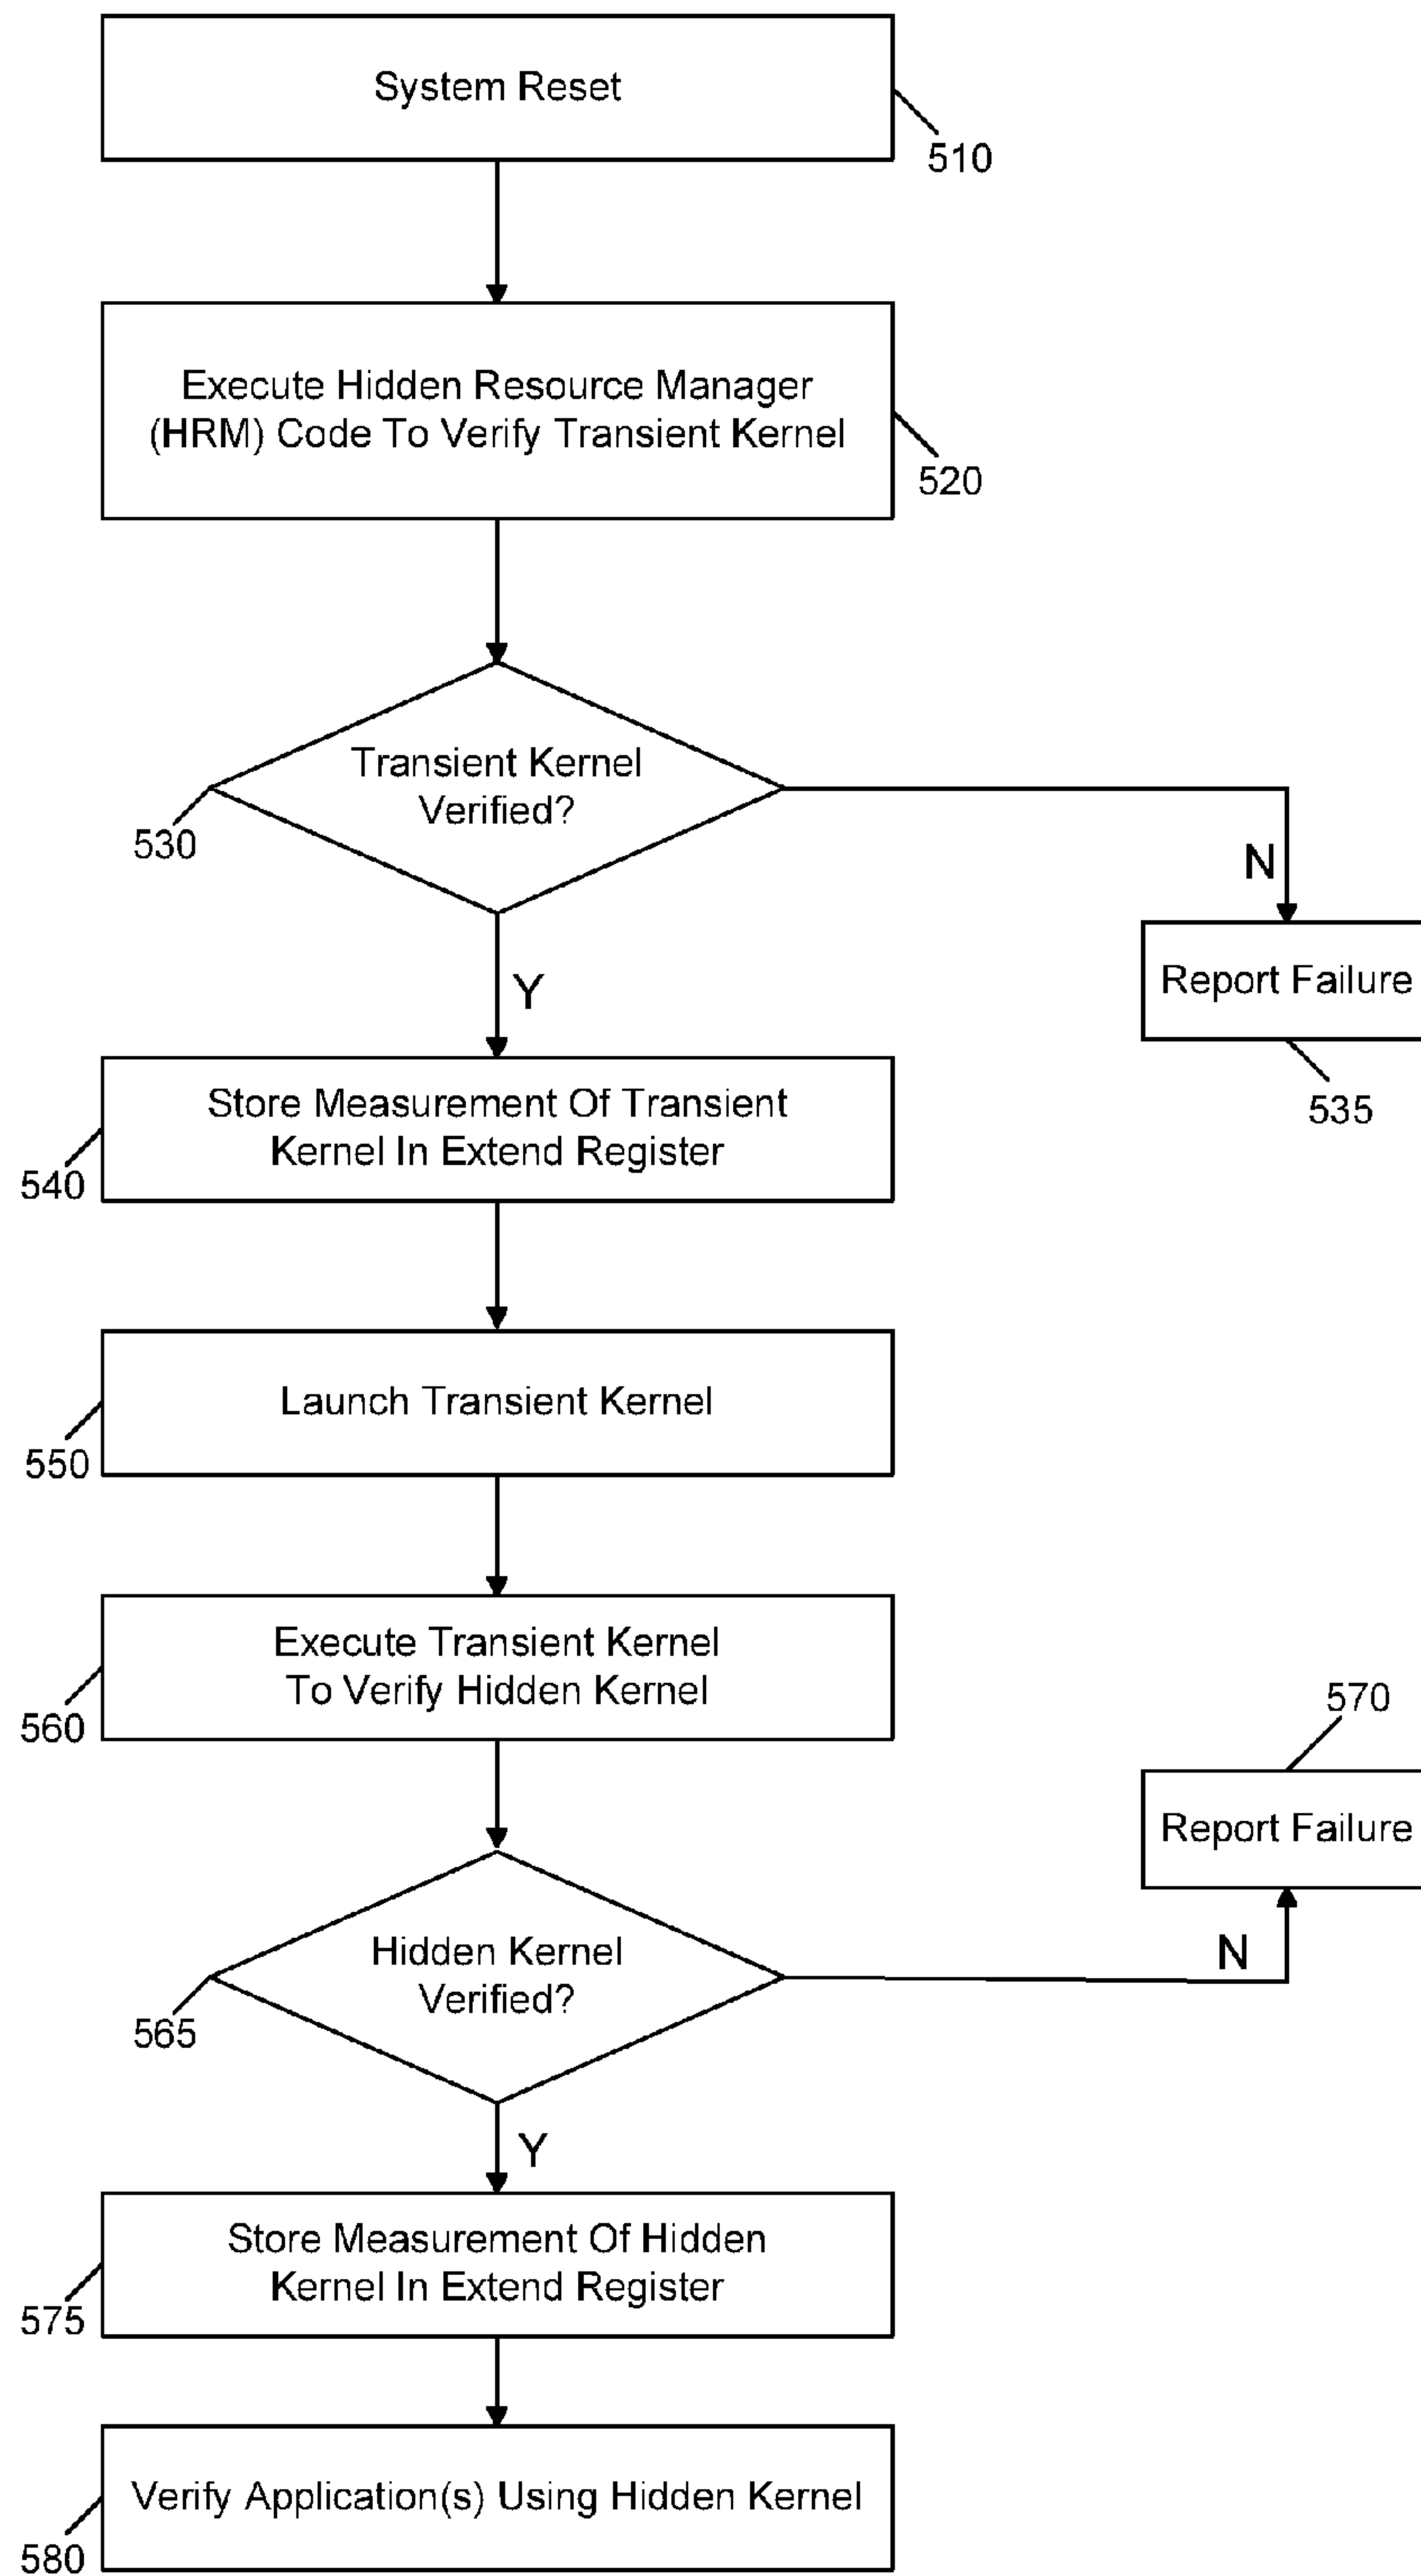 System Reset
510
Execute Hidden Resource Manager
(HRM) Code To Verify Transient Kernel
520
Transient Kernel
Verified?
530
N
Y
Report Failure
535
Store Measurement Of Transient
Kernel In Extend Register
540
Launch Transient Kernel
550
Execute Transient Kernel
To Verify Hidden Kernel
560
570
Report Failure
Hidden Kernel
Verified?
N
565
Y
Store Measurement Of Hidden
Kernel In Extend Register
575
Verify Application(s) Using Hidden Kernel
580